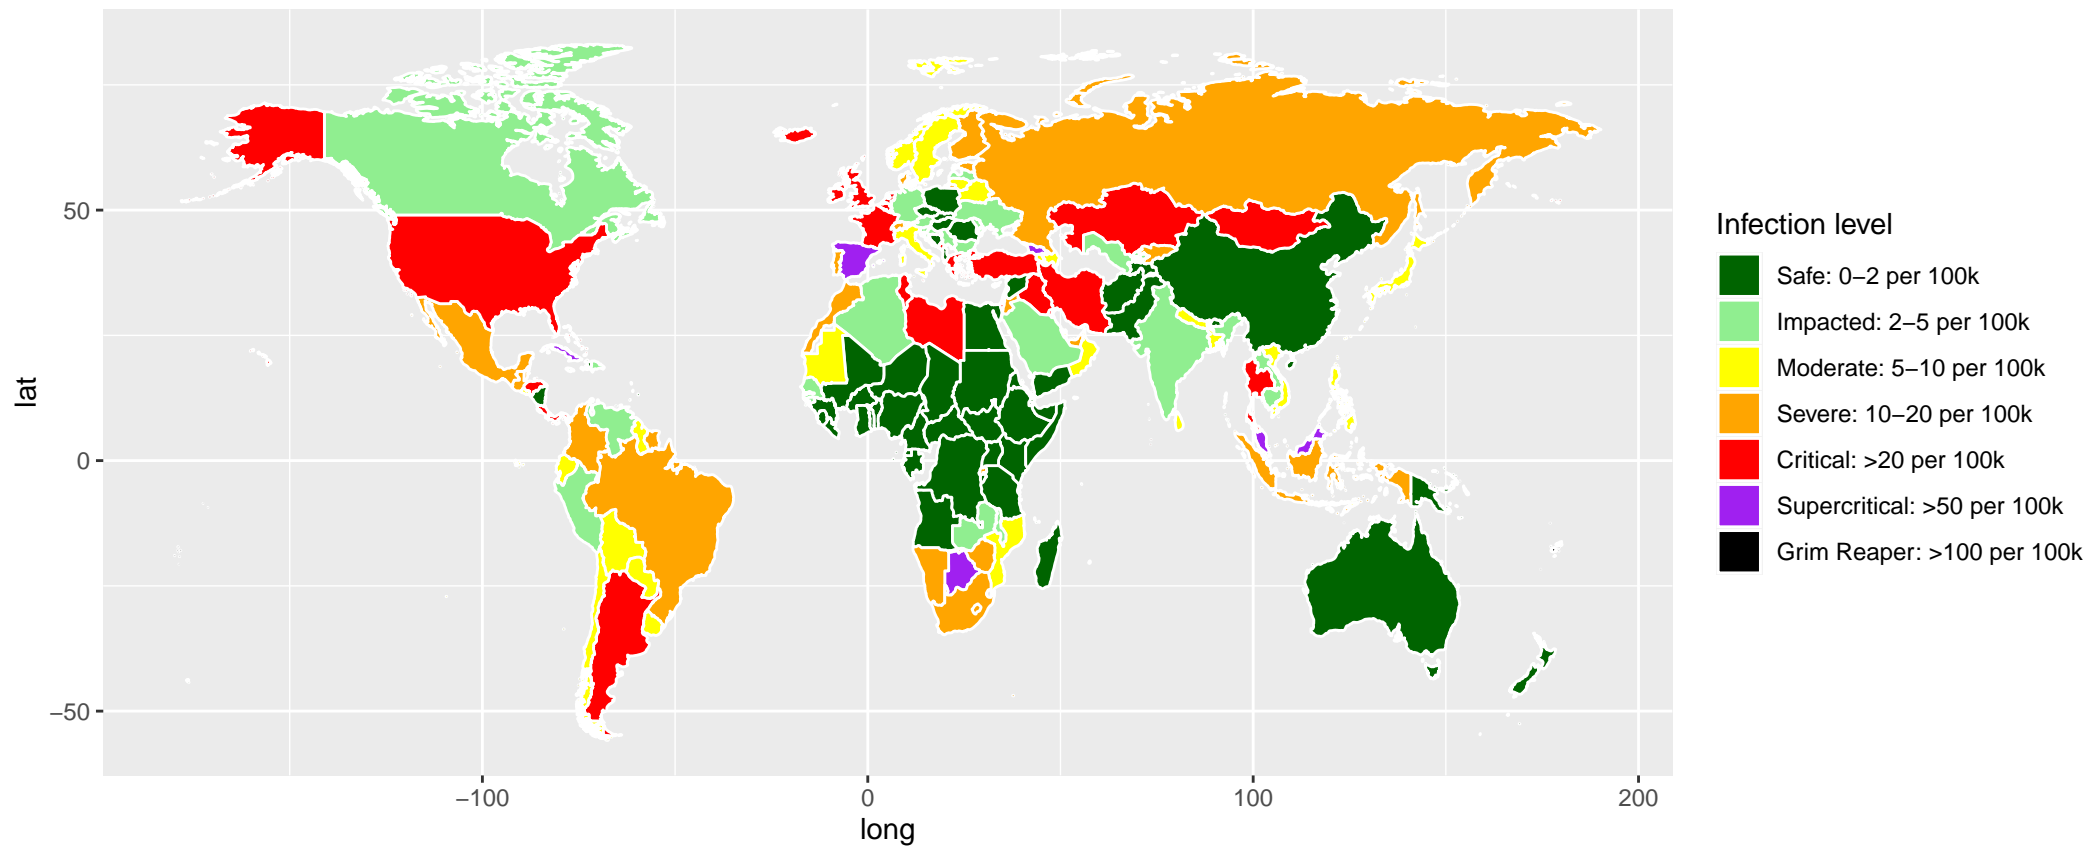 lat
50
0
−50
−100
0
100
200
long
Infection level
Safe: 0−2 per 100k
Impacted: 2−5 per 100k
Moderate: 5−10 per 100k
Severe: 10−20 per 100k
Critical: >20 per 100k
Supercritical: >50 per 100k
Grim Reaper: >100 per 100k